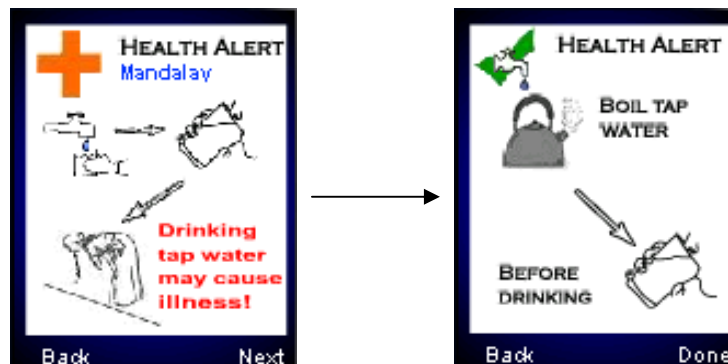 HEALTH ALERT
Mandalay
Drinking
tap water
may cause
illness!
Back Next
HEALTH ALERT
BOIL TAP
WATER
BEFORE
DRINKING
Back Done